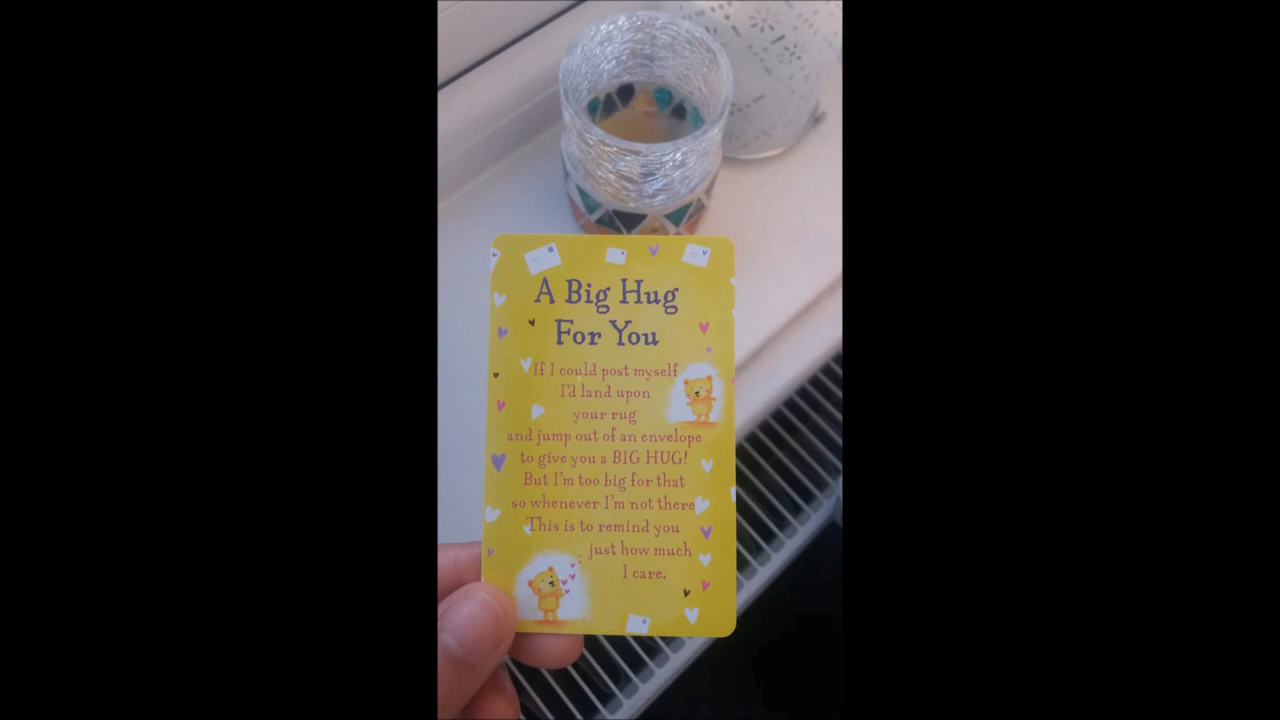 A Big Hug
For You
If I could post myself
I'd land upon
your rug
and jump out of an envelope
to give you a BIG HUG!
But I'm too big for that
so whenever I'm not there
This is to remind you
just how much
I care.